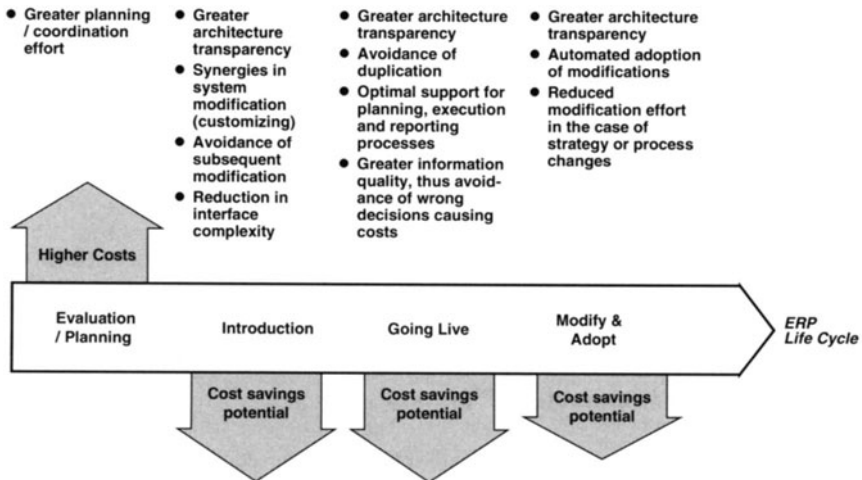 ● Greater planning
/ coordination
effort
● Greater
architecture
transparency
● Synergies in
system
modification
(customizing)
● Avoidance of
subsequent
modification
● Reduction in
interface
complexity
● Greater architecture
transparency
● Avoidance of
duplication
● Optimal support for
planning, execution
and reporting
processes
● Greater information
quality, thus avoid-
ance of wrong
decisions causing
costs
● Greater architecture
transparency
● Automated adoption
of modifications
● Reduced
modification effort
in the case of
strategy or process
changes
Higher Costs
Evaluation
/ Planning
Introduction
Going Live
Modify &
Adopt
ERP
Life Cycle
Cost savings
potential
Cost savings
potential
Cost savings
potential